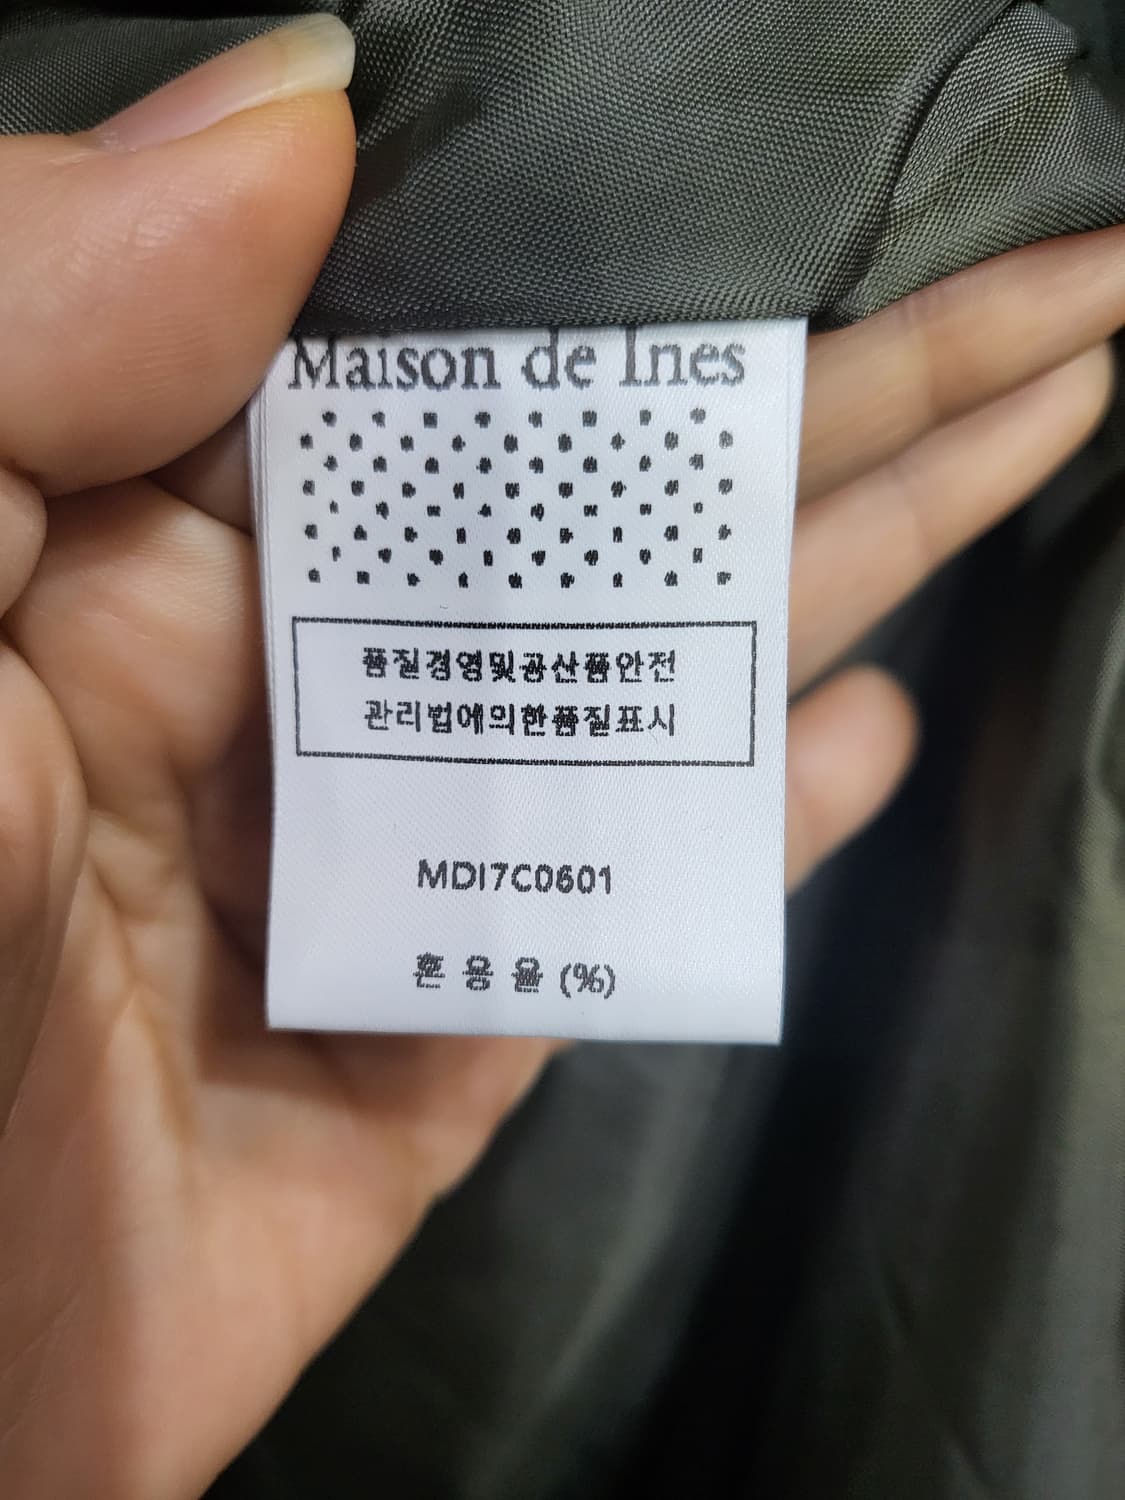 Maison de Ines
품질경영및공산품안전
관리법에의한품질표시
MDI7C0601
혼 용 율 (%)